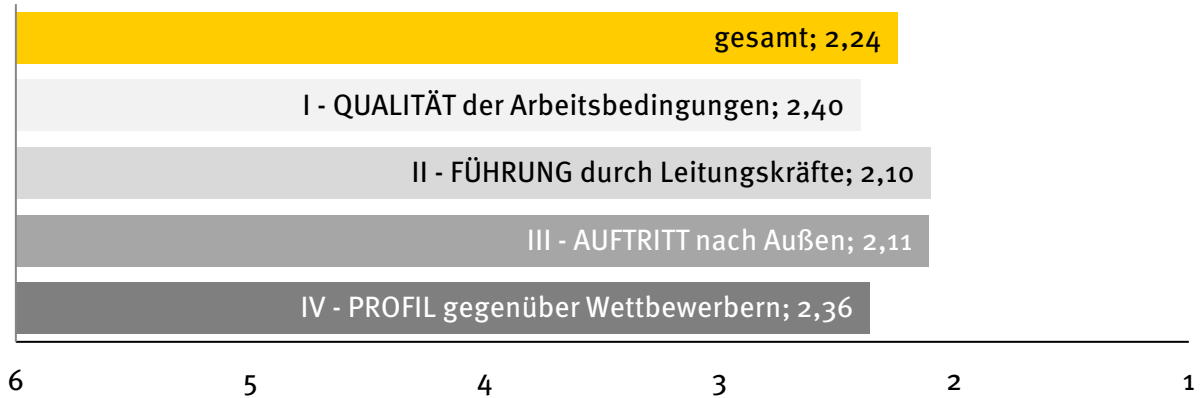 gesamt; 2,24
I - QUALITÄT der Arbeitsbedingungen; 2,40
II - FÜHRUNG durch Leitungskräfte; 2,10
III - AUFTRITT nach Außen; 2,11
IV - PROFIL gegenüber Wettbewerbern; 2,36
6 5 4 3 2 1